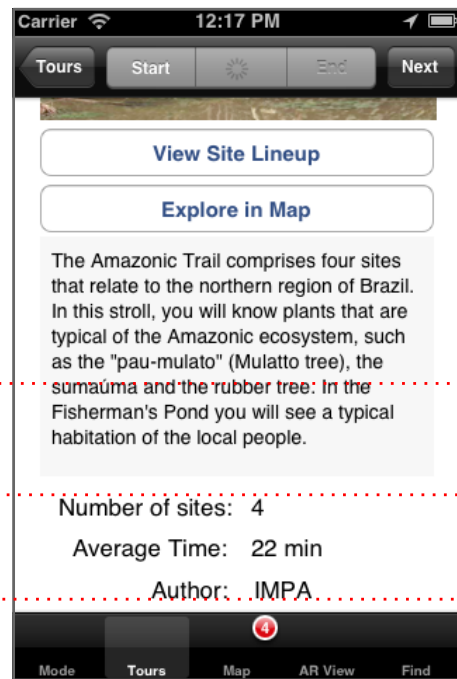 Carrier 12:17 PM
Tours Start End Next
View Site Lineup
Explore in Map
The Amazonic Trail comprises four sites
that relate to the northern region of Brazil.
In this stroll, you will know plants that are
typical of the Amazonic ecosystem, such
as the "pau-mulato" (Mulatto tree), the
sumaúma and the rubber tree. In the
Fisherman's Pond you will see a typical
habitation of the local people.
Number of sites: 4
Average Time: 22 min
Author: IMPA
4
Mode Tours Map AR View Find